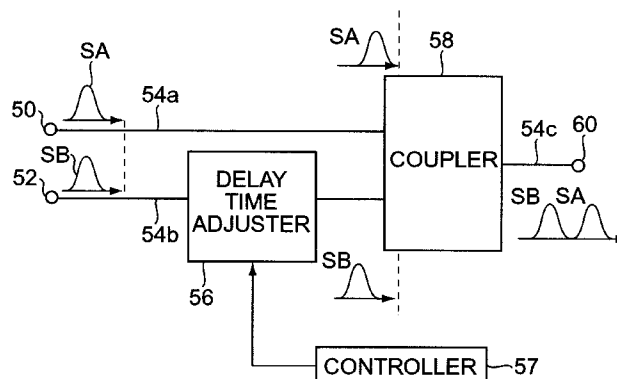 SA
58
SA
50
54a
54c
60
COUPLER
SB
52
DELAY
TIME
ADJUSTER
54b
SB SA
56
SB
CONTROLLER
57